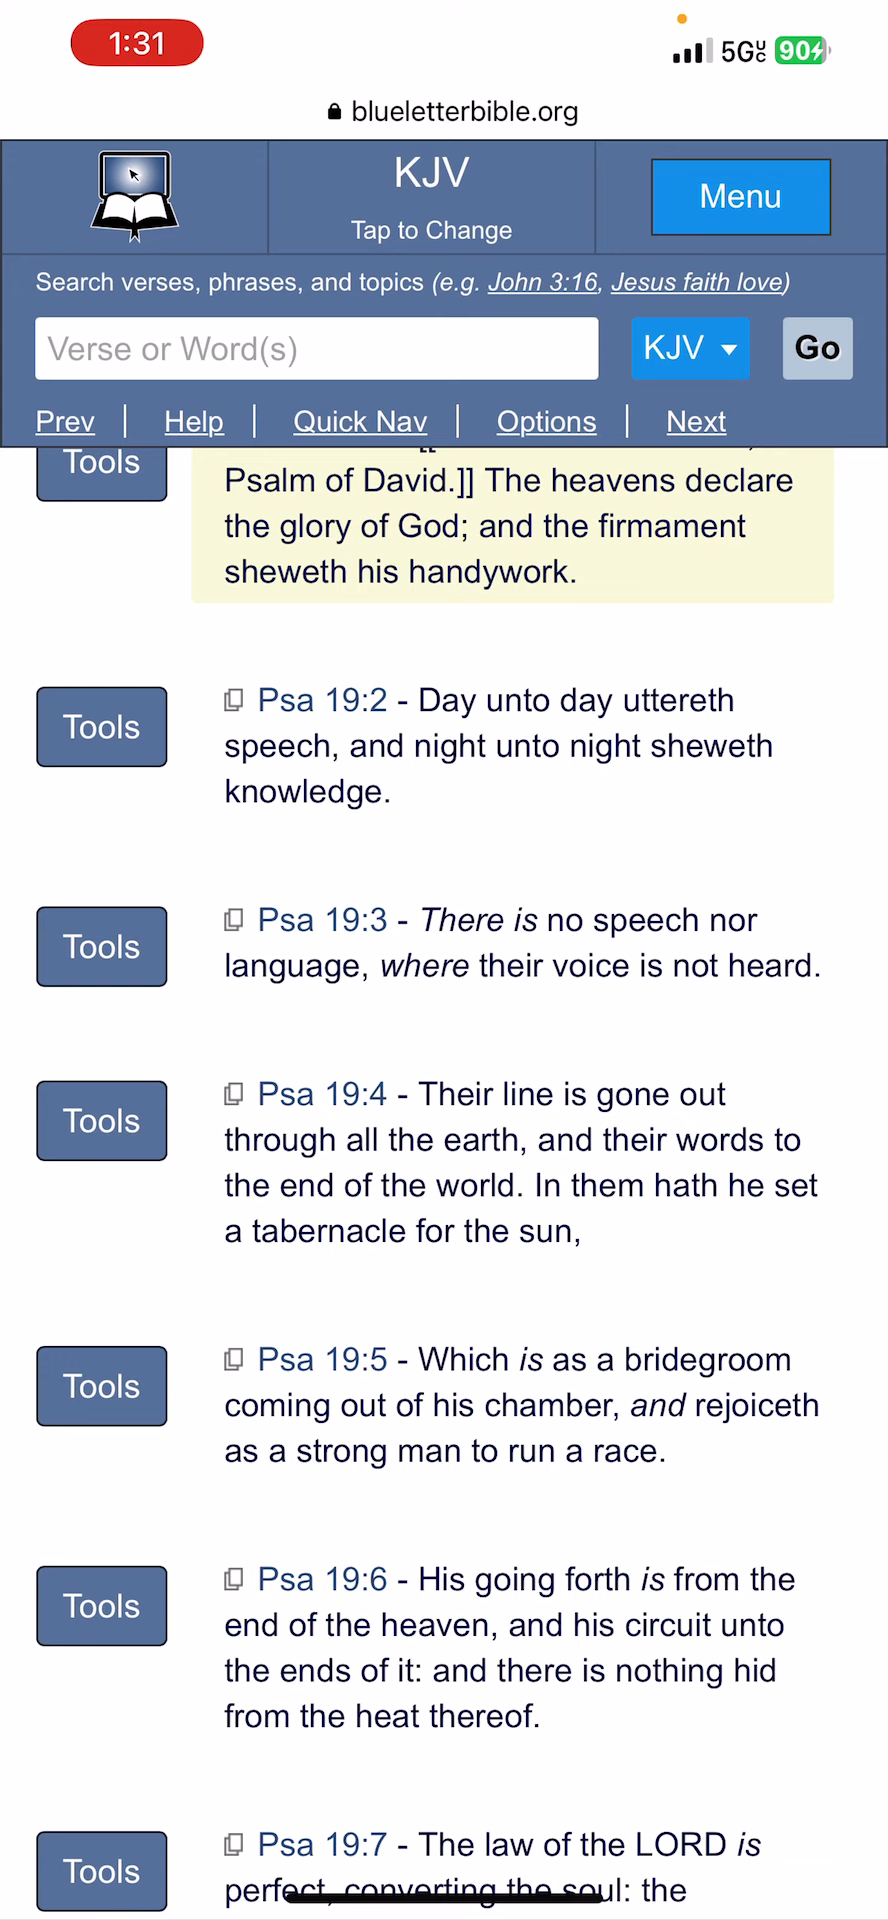 1:31
5GUC 90
blueletterbible.org
KJV
Tap to Change
Menu
Search verses, phrases, and topics (e.g. John 3:16, Jesus faith love)
Verse or Word(s)
KJV
Go
Prev | Help | Quick Nav | Options | Next
Tools
Psalm of David.]] The heavens declare
the glory of God; and the firmament
sheweth his handywork.
Tools
Psa 19:2 - Day unto day uttereth
speech, and night unto night sheweth
knowledge.
Tools
Psa 19:3 - There is no speech nor
language, where their voice is not heard.
Tools
Psa 19:4 - Their line is gone out
through all the earth, and their words to
the end of the world. In them hath he set
a tabernacle for the sun,
Tools
Psa 19:5 - Which is as a bridegroom
coming out of his chamber, and rejoiceth
as a strong man to run a race.
Tools
Psa 19:6 - His going forth is from the
end of the heaven, and his circuit unto
the ends of it: and there is nothing hid
from the heat thereof.
Tools
Psa 19:7 - The law of the LORD is
perfect, converting the soul: the